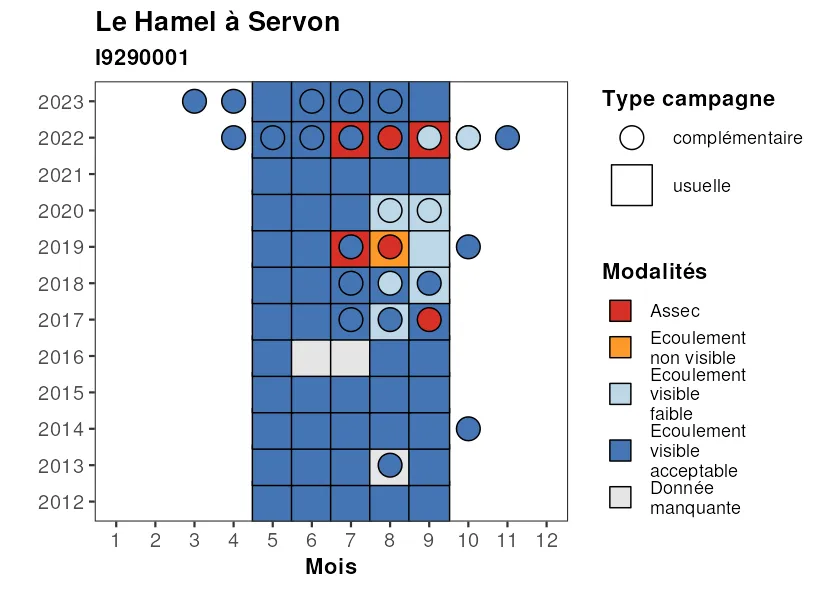 Le Hamel à Servon
I9290001
2023
2022
2021
2020
2019
2018
2017
2016
2015
2014
2013
2012
1 2 3 4 5 6 7 8 9 10 11 12
Mois
Type campagne
complémentaire
usuelle
Modalités
Assec
Ecoulement
non visible
Ecoulement
visible
faible
Ecoulement
visible
acceptable
Donnée
manquante